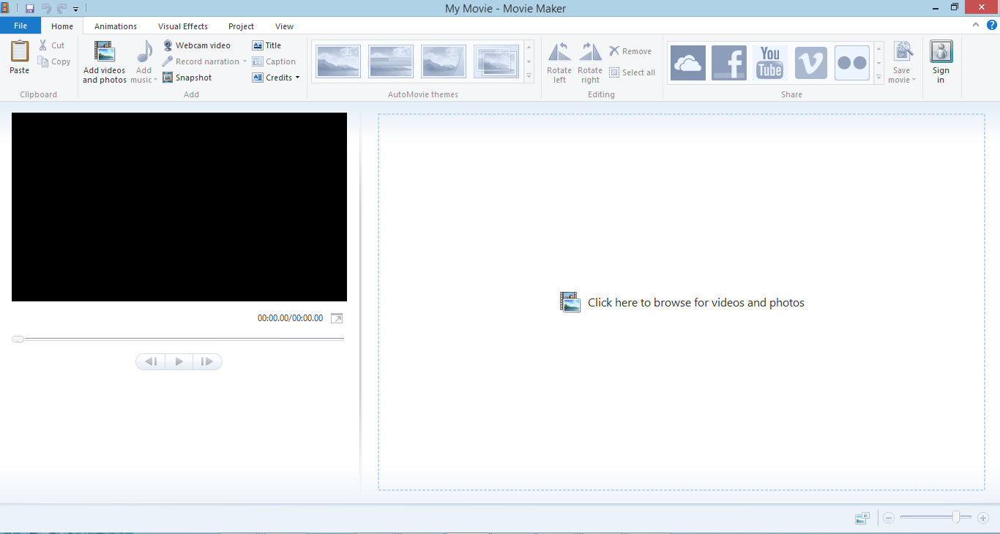 My Movie - Movie Maker
File Home Animations Visual Effects Project View
Paste
Cut
Copy
Clipboard
Add videos
and photos
Add
music
Webcam video
Record narration
Snapshot
Title
Caption
Credits
Add
AutoMovie themes
Rotate
left
Rotate
right
Remove
Select all
Editing
You
Tube
Share
Save
movie
Sign
in
00:00.00/00:00.00
Click here to browse for videos and photos